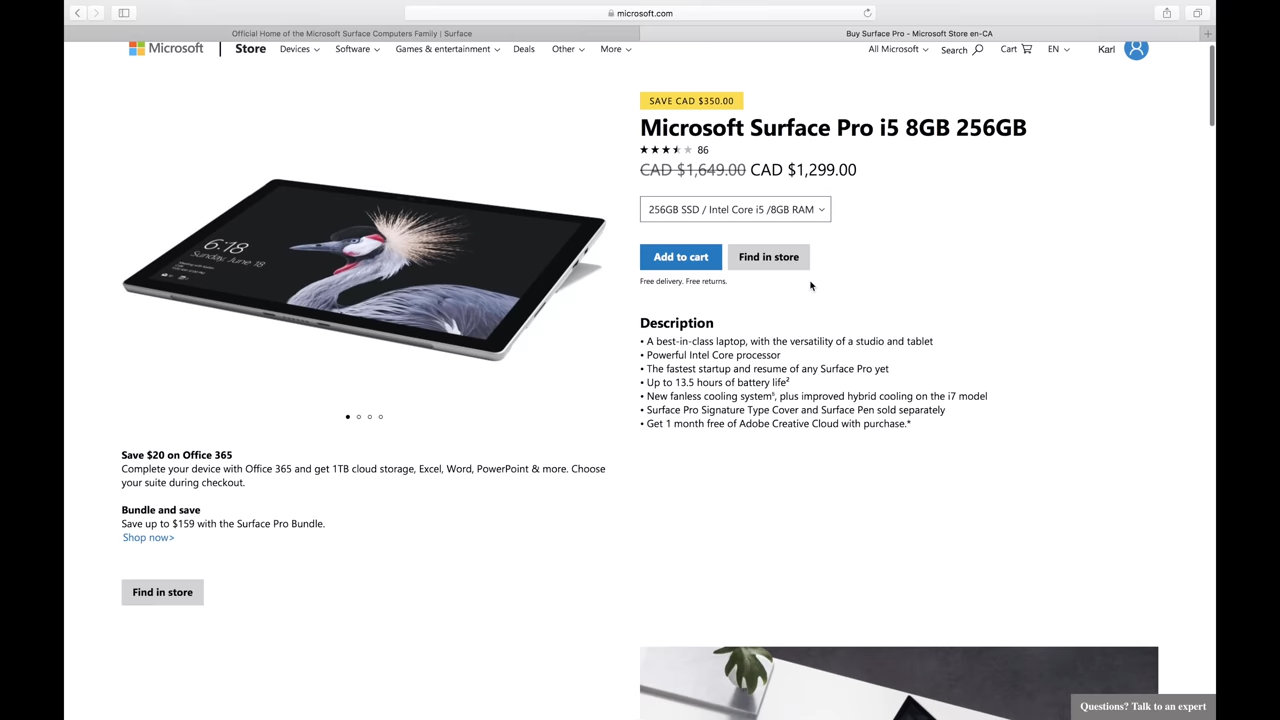 microsoft.com
Official Home of the Microsoft Surface Computers Family | Surface
Buy Surface Pro - Microsoft Store en-CA
Microsoft Store Devices Software Games & entertainment Deals Other More All Microsoft Search Cart EN Karl
SAVE CAD $350.00
Microsoft Surface Pro i5 8GB 256GB
86
CAD $1,649.00 CAD $1,299.00
256GB SSD / Intel Core i5 /8GB RAM
Add to cart Find in store
Free delivery. Free returns.
6:18
Sunday, June 18
Description
• A best-in-class laptop, with the versatility of a studio and tablet
• Powerful Intel Core processor
• The fastest startup and resume of any Surface Pro yet
• Up to 13.5 hours of battery life²
• New fanless cooling system⁵, plus improved hybrid cooling on the i7 model
• Surface Pro Signature Type Cover and Surface Pen sold separately
• Get 1 month free of Adobe Creative Cloud with purchase.*
Save $20 on Office 365
Complete your device with Office 365 and get 1TB cloud storage, Excel, Word, PowerPoint & more. Choose
your suite during checkout.
Bundle and save
Save up to $159 with the Surface Pro Bundle.
Shop now>
Find in store
Questions? Talk to an expert